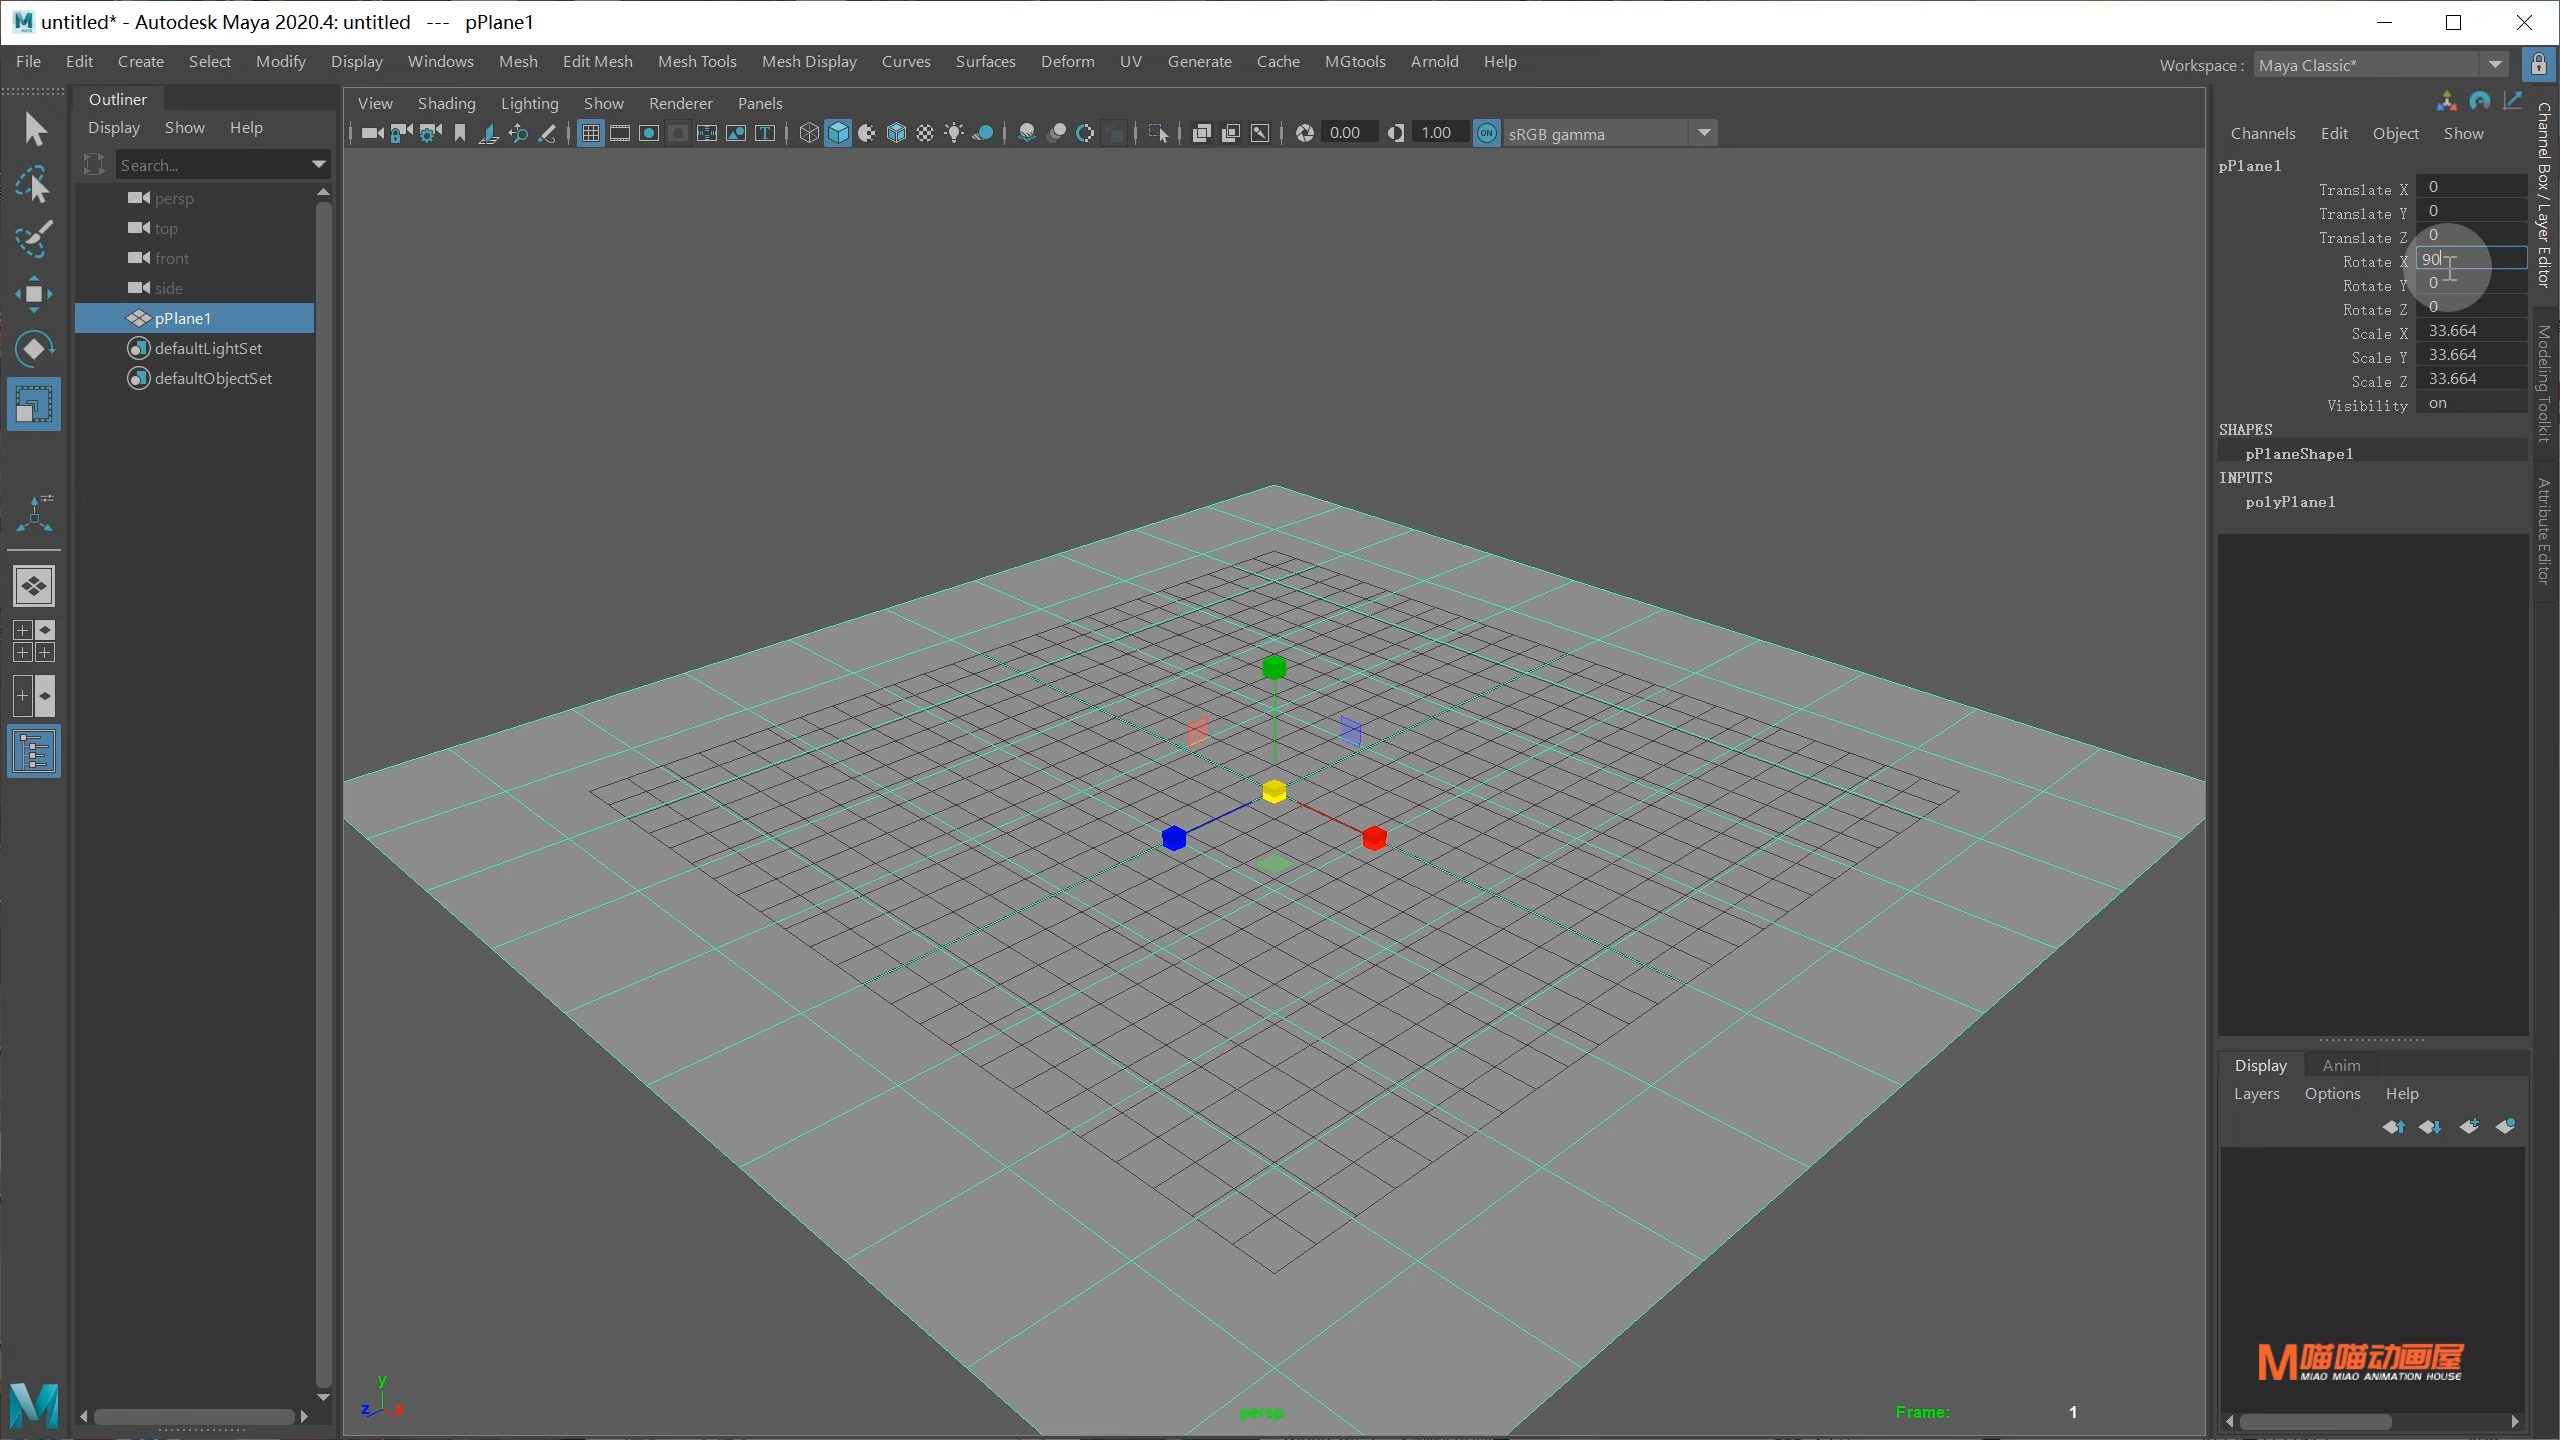 untitled* - Autodesk Maya 2020.4: untitled --- pPlane1
File Edit Create Select Modify Display Windows Mesh Edit Mesh Mesh Tools Mesh Display Curves Surfaces Deform UV Generate Cache MGtools Arnold Help
Workspace : Maya Classic*
Outliner
Display Show Help
Search...
persp
top
front
side
pPlane1
defaultLightSet
defaultObjectSet
View Shading Lighting Show Renderer Panels
0.00 1.00 ON sRGB gamma
y
z x
persp
Frame: 1
Channels Edit Object Show
pPlane1
Translate X 0
Translate Y 0
Translate Z 0
Rotate X 90
Rotate Y 0
Rotate Z 0
Scale X 33.664
Scale Y 33.664
Scale Z 33.664
Visibility on
SHAPES
pPlaneShape1
INPUTS
polyPlane1
Channel Box / Layer Editor
Modeling Toolkit
Attribute Editor
Display Anim
Layers Options Help
M喵喵动画屋
MIAO MIAO ANIMATION HOUSE